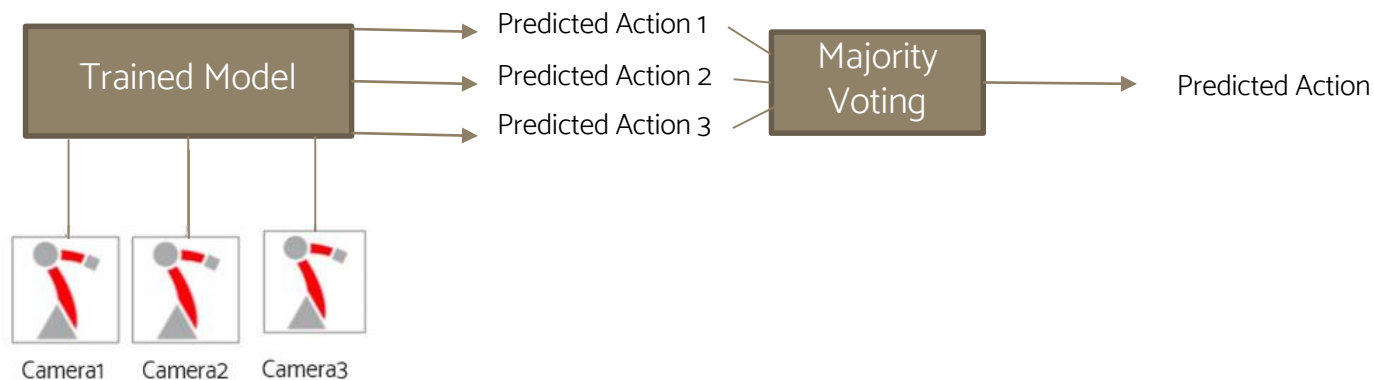 Trained Model
Predicted Action 1
Predicted Action 2
Predicted Action 3
Majority
Voting
Predicted Action
Camera1
Camera2
Camera3